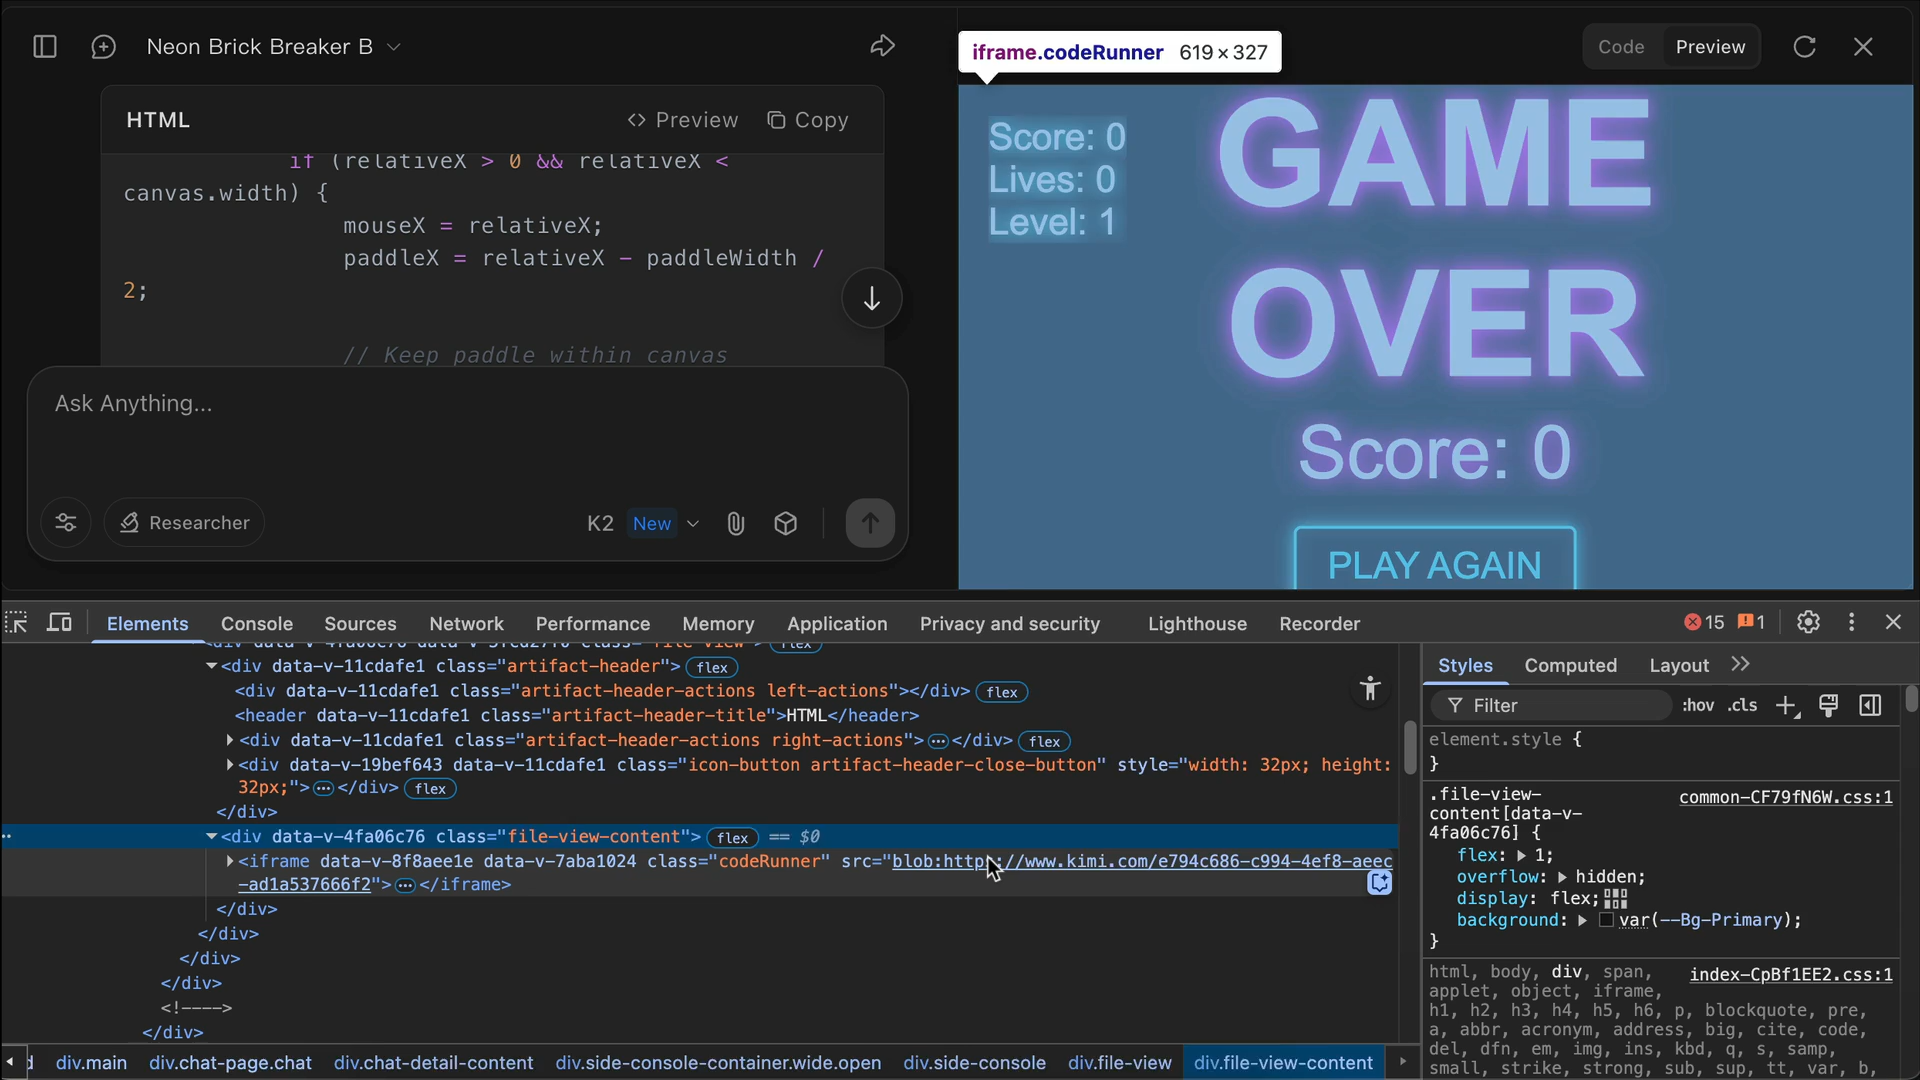 Neon Brick Breaker B
iframe.codeRunner 619×327
Code
Preview
HTML
<> Preview
Copy
if (relativeX > 0 && relativeX <
canvas.width) {
mouseX = relativeX;
paddleX = relativeX - paddleWidth /
2;
// Keep paddle within canvas
Ask Anything...
Researcher
K2
New
Score: 0
Lives: 0
Level: 1
GAME
OVER
Score: 0
PLAY AGAIN
Elements
Console
Sources
Network
Performance
Memory
Application
Privacy and security
Lighthouse
Recorder
15
1
<div data-v-11cdafe1 class="artifact-header"> flex
<div data-v-11cdafe1 class="artifact-header-actions left-actions"></div> flex
<header data-v-11cdafe1 class="artifact-header-title">HTML</header>
<div data-v-11cdafe1 class="artifact-header-actions right-actions">…</div> flex
<div data-v-19bef643 data-v-11cdafe1 class="icon-button artifact-header-close-button" style="width: 32px; height:
32px;">…</div> flex
</div>
<div data-v-4fa06c76 class="file-view-content"> flex == $0
<iframe data-v-8f8aee1e data-v-7aba1024 class="codeRunner" src="blob:https://www.kimi.com/e794c686-c994-4ef8-aeec
-ad1a537666f2">…</iframe>
</div>
</div>
</div>
</div>
<!---->
</div>
div.main
div.chat-page.chat
div.chat-detail-content
div.side-console-container.wide.open
div.side-console
div.file-view
div.file-view-content
Styles
Computed
Layout
Filter
:hov
.cls
element.style {
}
.file-view-
content[data-v-
4fa06c76] {
common-CF79fN6W.css:1
flex: 1;
overflow: hidden;
display: flex;
background: var(--Bg-Primary);
}
html, body, div, span,
index-CpBf1EE2.css:1
applet, object, iframe,
h1, h2, h3, h4, h5, h6, p, blockquote, pre,
a, abbr, acronym, address, big, cite, code,
del, dfn, em, img, ins, kbd, q, s, samp,
small, strike, strong, sub, sup, tt, var, b,